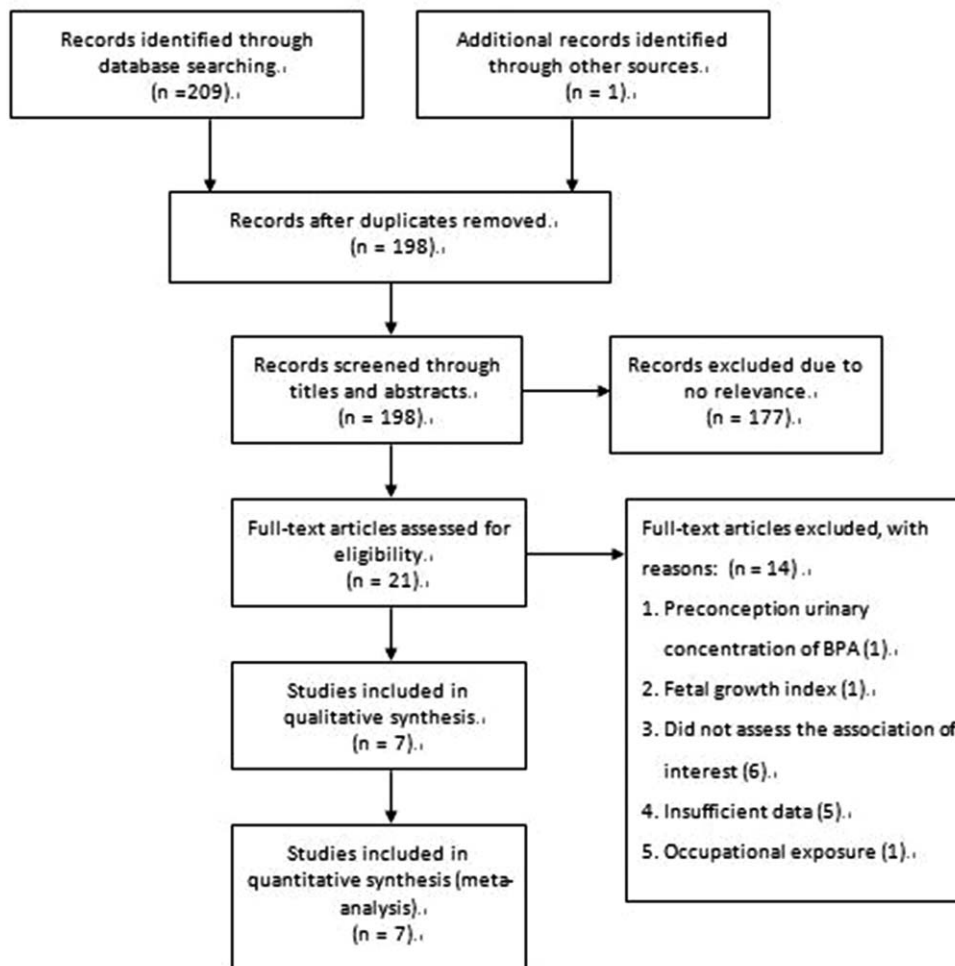 Records identified through
database searching.
(n =209).
Additional records identified
through other sources.
(n = 1).
Records after duplicates removed.
(n = 198).
Records screened through
titles and abstracts.
(n = 198).
Records excluded due to
no relevance.
(n = 177).
Full-text articles assessed for
eligibility.
(n = 21).
Full-text articles excluded, with
reasons: (n = 14) .
1. Preconception urinary
concentration of BPA (1).
2. Fetal growth index (1).
3. Did not assess the association of
interest (6).
4. Insufficient data (5).
5. Occupational exposure (1).
Studies included in
qualitative synthesis.
(n = 7).
Studies included in
quantitative synthesis (meta-
analysis).
(n = 7).